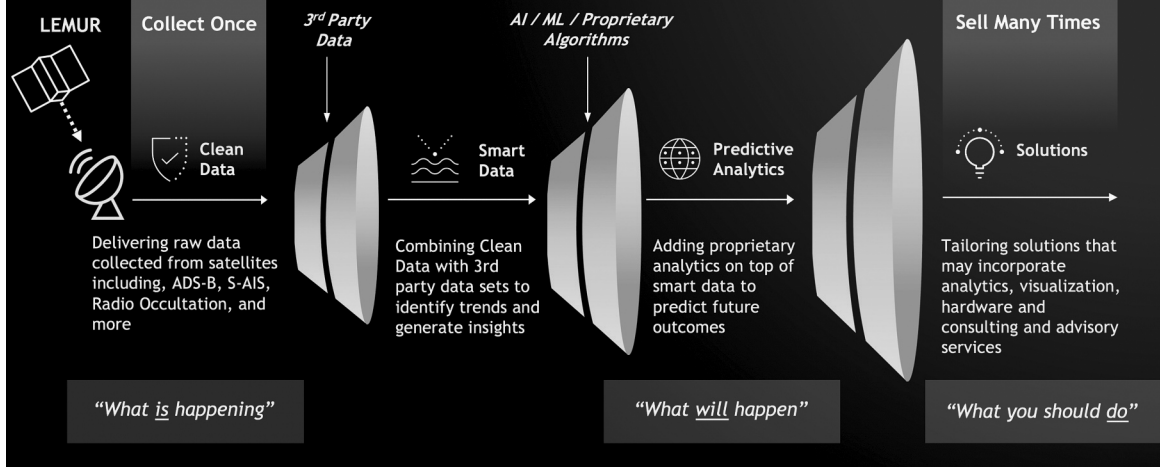 LEMUR
Collect Once
3rd Party
Data
AI / ML / Proprietary
Algorithms
Sell Many Times
Clean
Data
Smart
Data
Predictive
Analytics
Solutions
Delivering raw data
collected from satellites
including, ADS-B, S-AIS,
Radio Occultation, and
more
Combining Clean
Data with 3rd
party data sets to
identify trends and
generate insights
Adding proprietary
analytics on top of
smart data to
predict future
outcomes
Tailoring solutions that
may incorporate
analytics, visualization,
hardware and
consulting and advisory
services
“What is happening”
“What will happen”
“What you should do”